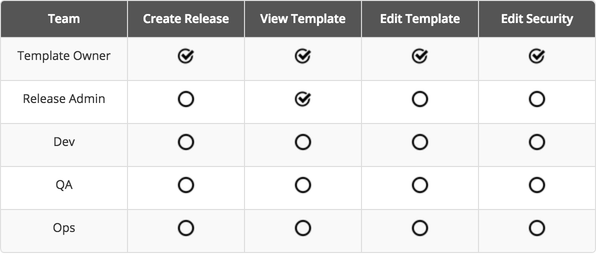 Team Create Release View Template Edit Template Edit Security
Template Owner
Release Admin
Dev
QA
Ops